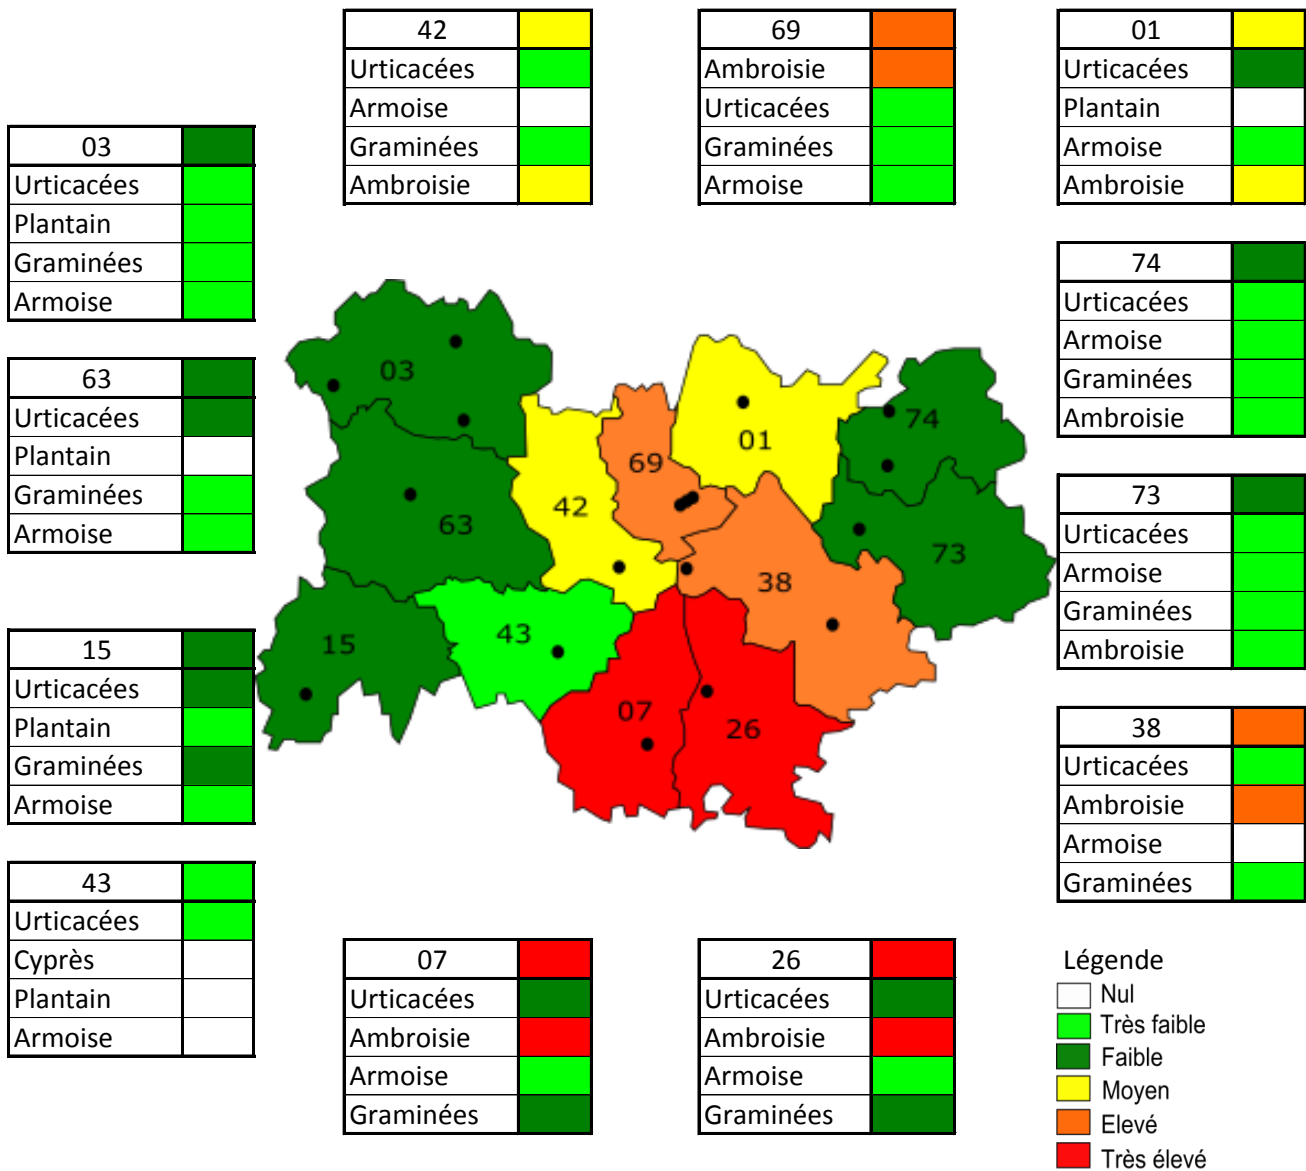 42
Urticacées
Armoise
Graminées
Ambroisie
69
Ambroisie
Urticacées
Graminées
Armoise
01
Urticacées
Plantain
Armoise
Ambroisie
03
Urticacées
Plantain
Graminées
Armoise
74
Urticacées
Armoise
Graminées
Ambroisie
63
Urticacées
Plantain
Graminées
Armoise
73
Urticacées
Armoise
Graminées
Ambroisie
03
74
01
69
42
63
73
38
43
15
07
26
15
Urticacées
Plantain
Graminées
Armoise
38
Urticacées
Ambroisie
Armoise
Graminées
43
Urticacées
Cyprès
Plantain
Armoise
07
Urticacées
Ambroisie
Armoise
Graminées
26
Urticacées
Ambroisie
Armoise
Graminées
Légende
Nul
Très faible
Faible
Moyen
Elevé
Très élevé